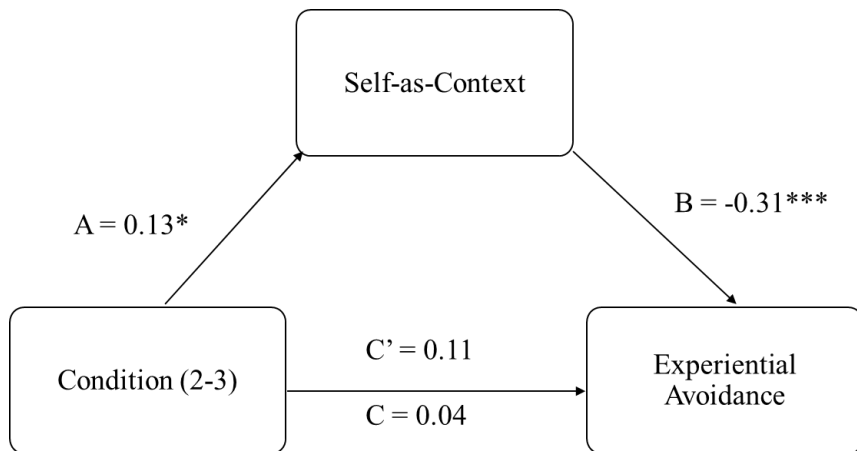 Self-as-Context
A = 0.13*
B = -0.31***
Condition (2-3)
C’ = 0.11
C = 0.04
Experiential
Avoidance